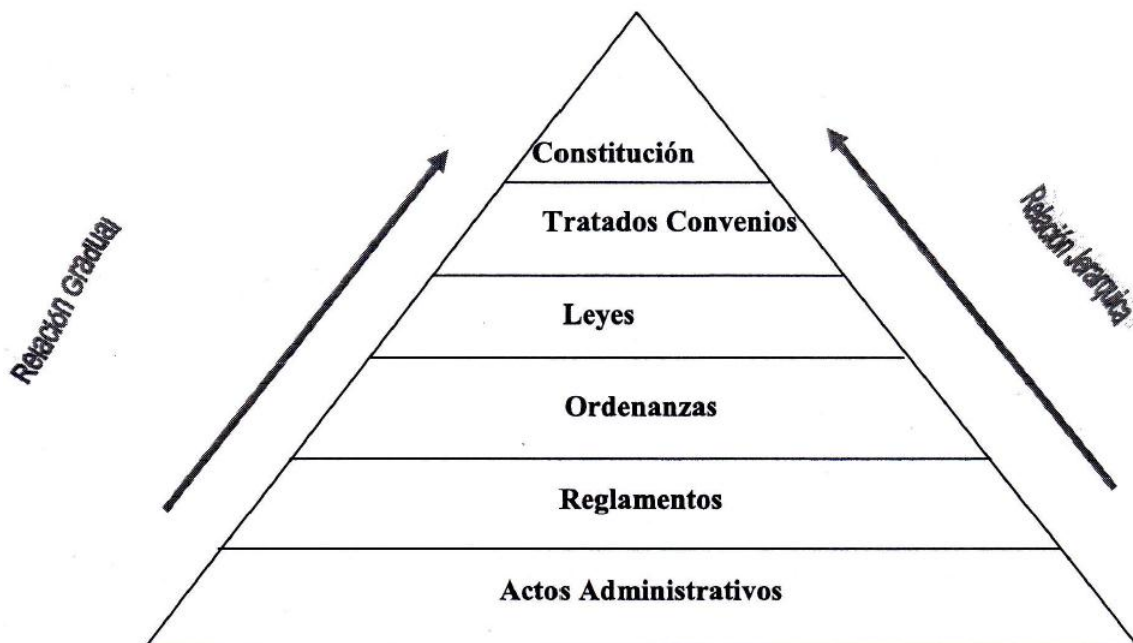 Constitución
Tratados Convenios
Leyes
Ordenanzas
Reglamentos
Actos Administrativos
Relación Gradual
Relación Jerarquica